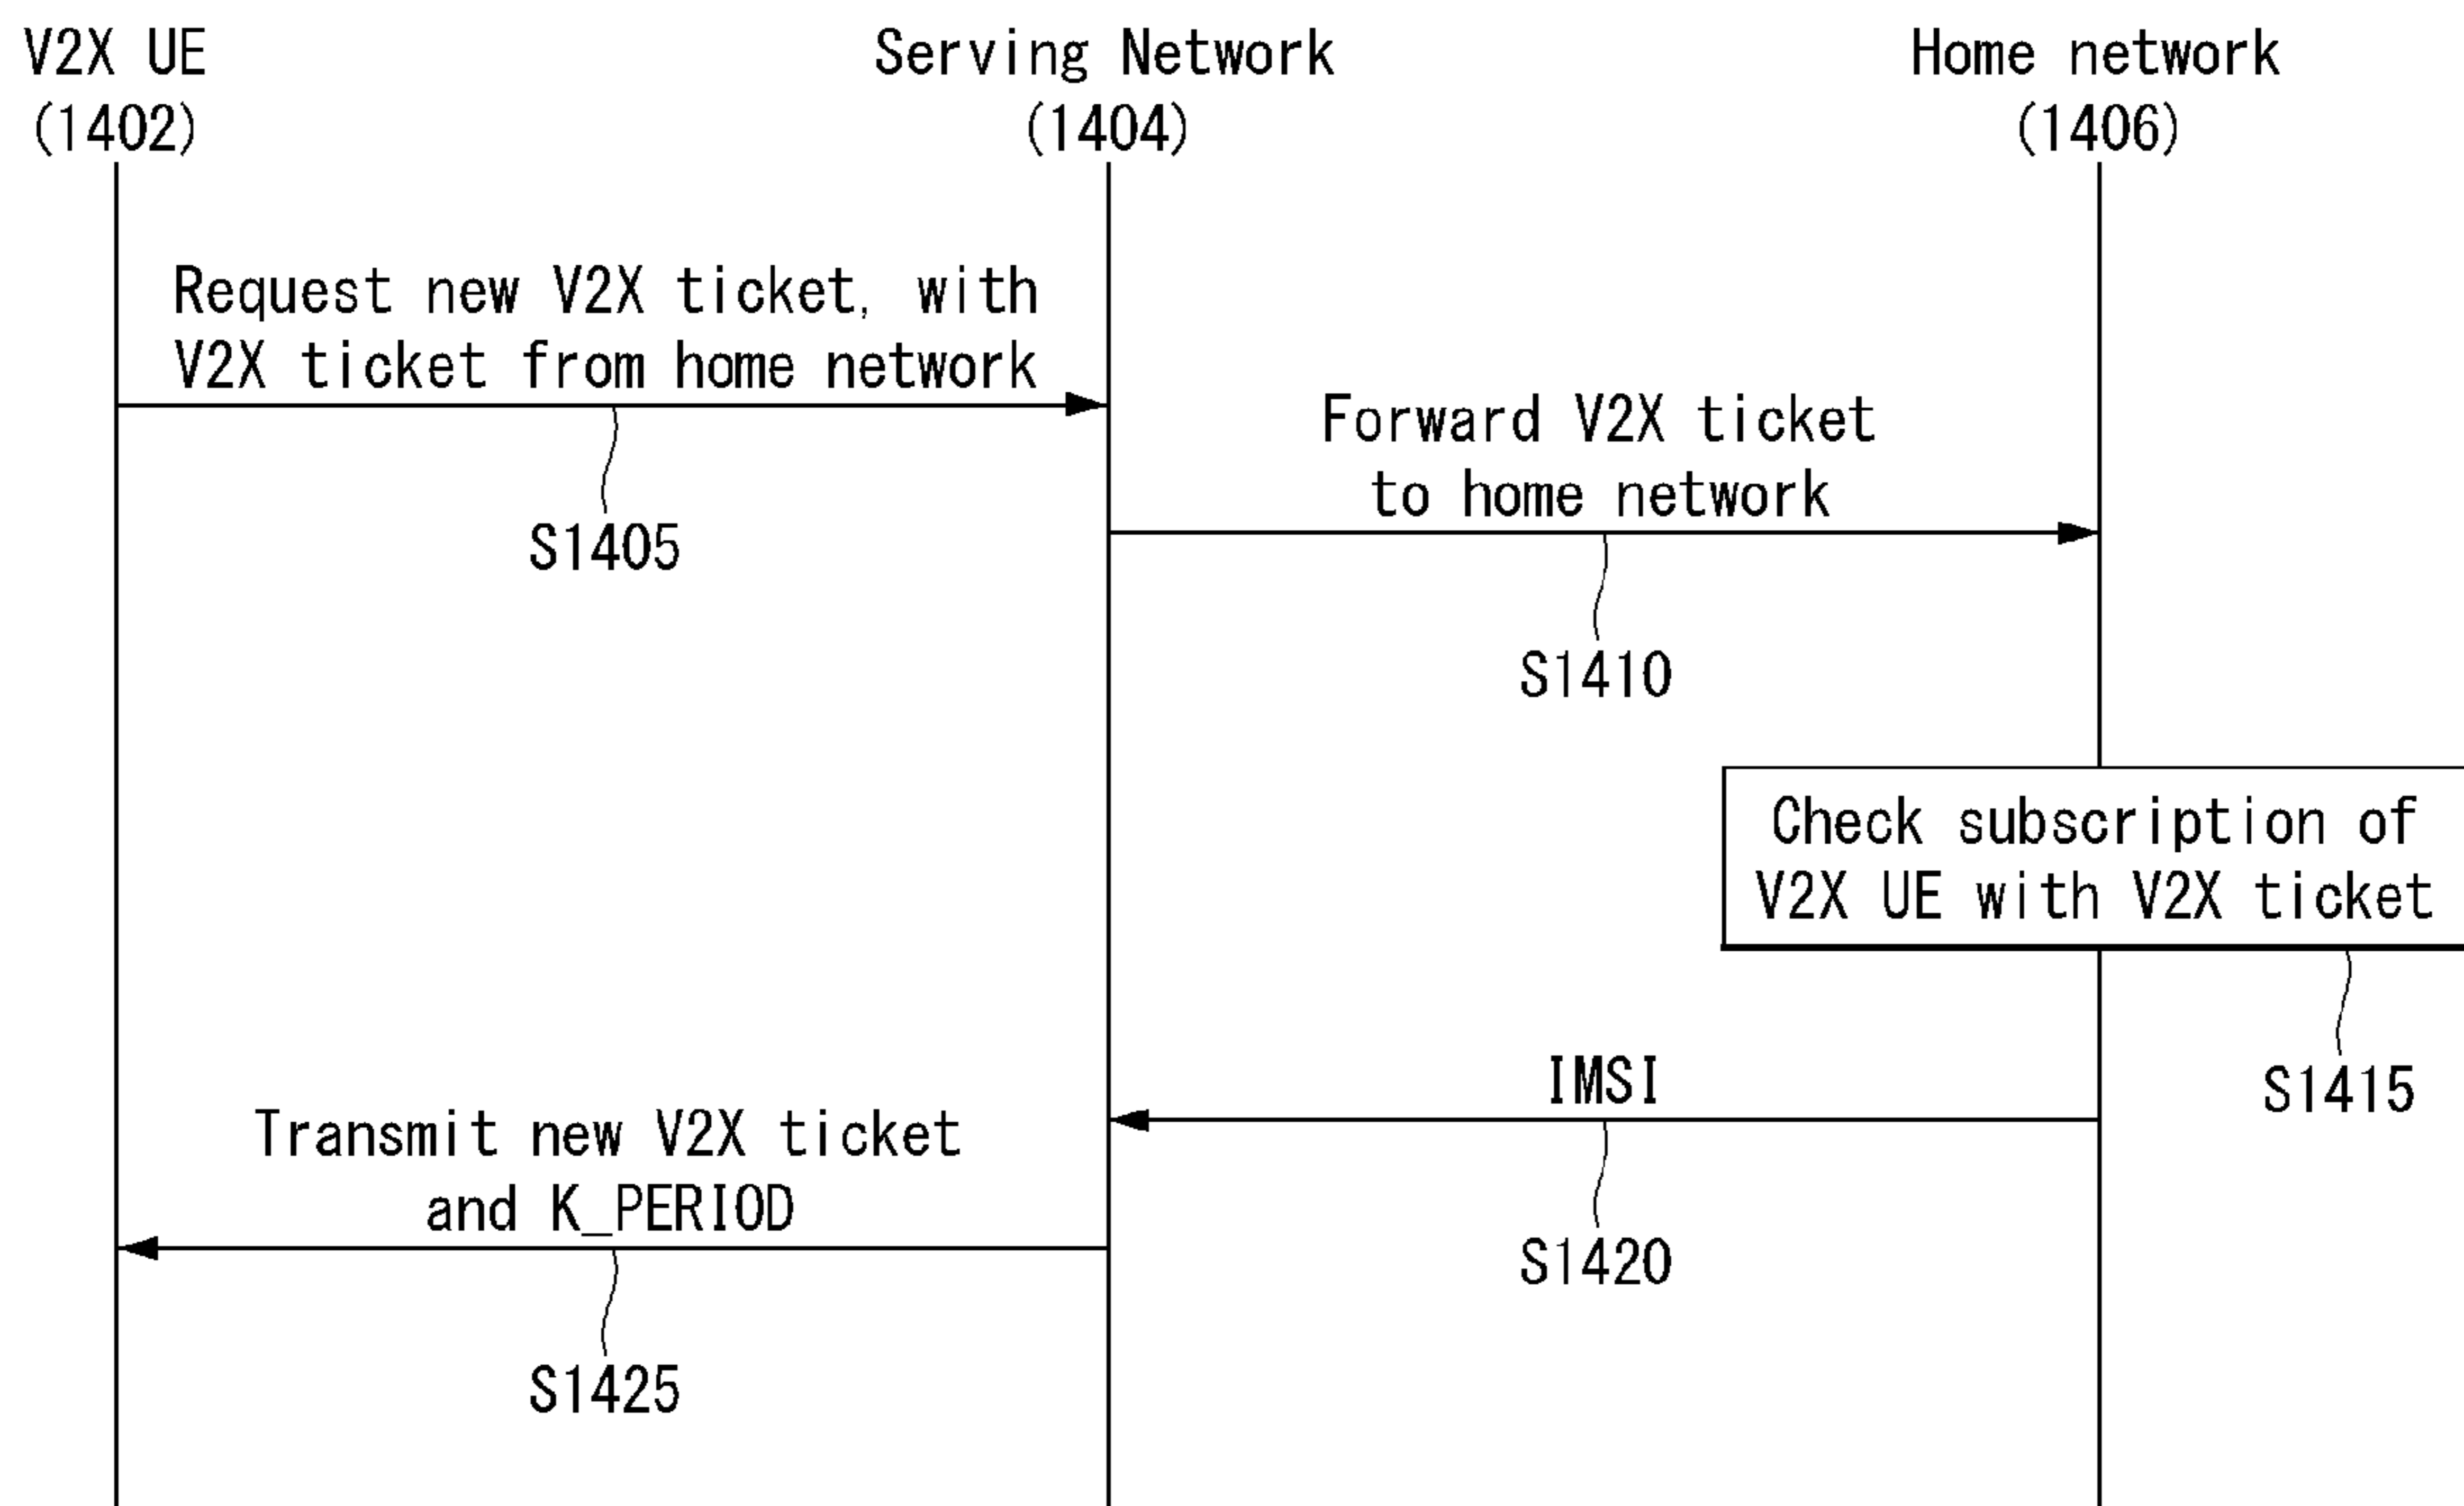 V2X UE
(1402)
Serving Network
(1404)
Home network
(1406)
Request new V2X ticket, with
V2X ticket from home network
S1405
Forward V2X ticket
to home network
S1410
Check subscription of
V2X UE with V2X ticket
S1415
IMSI
S1420
Transmit new V2X ticket
and K_PERIOD
S1425